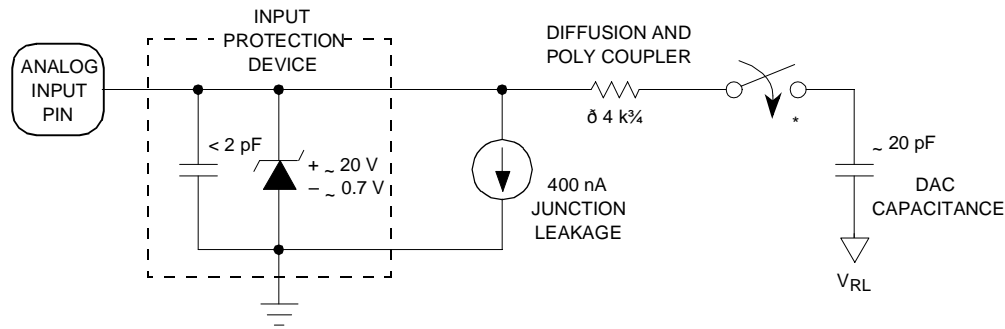 INPUT
PROTECTION
DEVICE
DIFFUSION AND
POLY COUPLER
ANALOG
INPUT
PIN
< 2 pF
+ ~ 20 V
– ~ 0.7 V
400 nA
JUNCTION
LEAKAGE
ð 4 k¾
*
~ 20 pF
DAC
CAPACITANCE
VRL